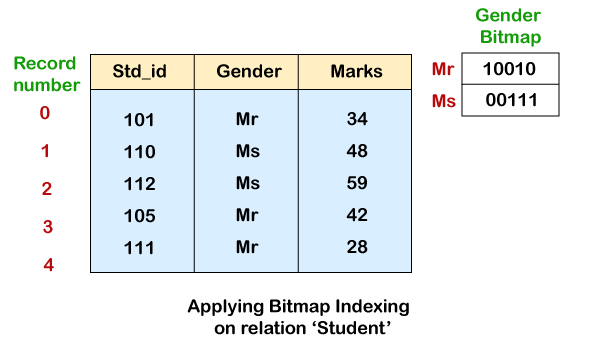 Gender
Bitmap
Record
number
Std_id Gender Marks
Mr 10010
Ms 00111
0 101 Mr 34
1 110 Ms 48
2 112 Ms 59
3 105 Mr 42
4 111 Mr 28
Applying Bitmap Indexing
on relation ‘Student’